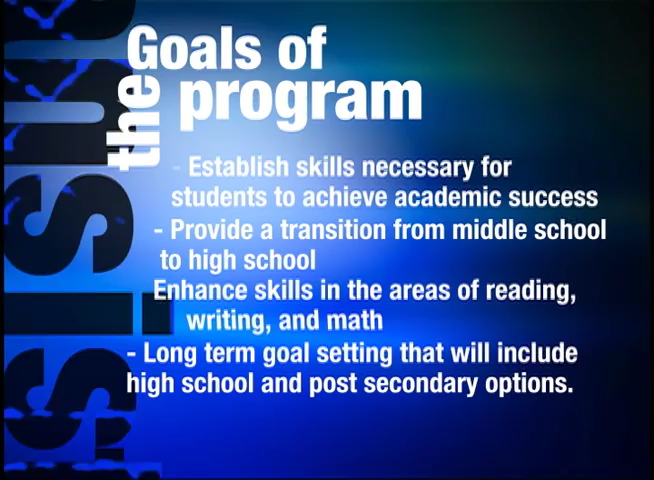 Goals of
the program
- Establish skills necessary for
students to achieve academic success
- Provide a transition from middle school
to high school
Enhance skills in the areas of reading,
writing, and math
- Long term goal setting that will include
high school and post secondary options.